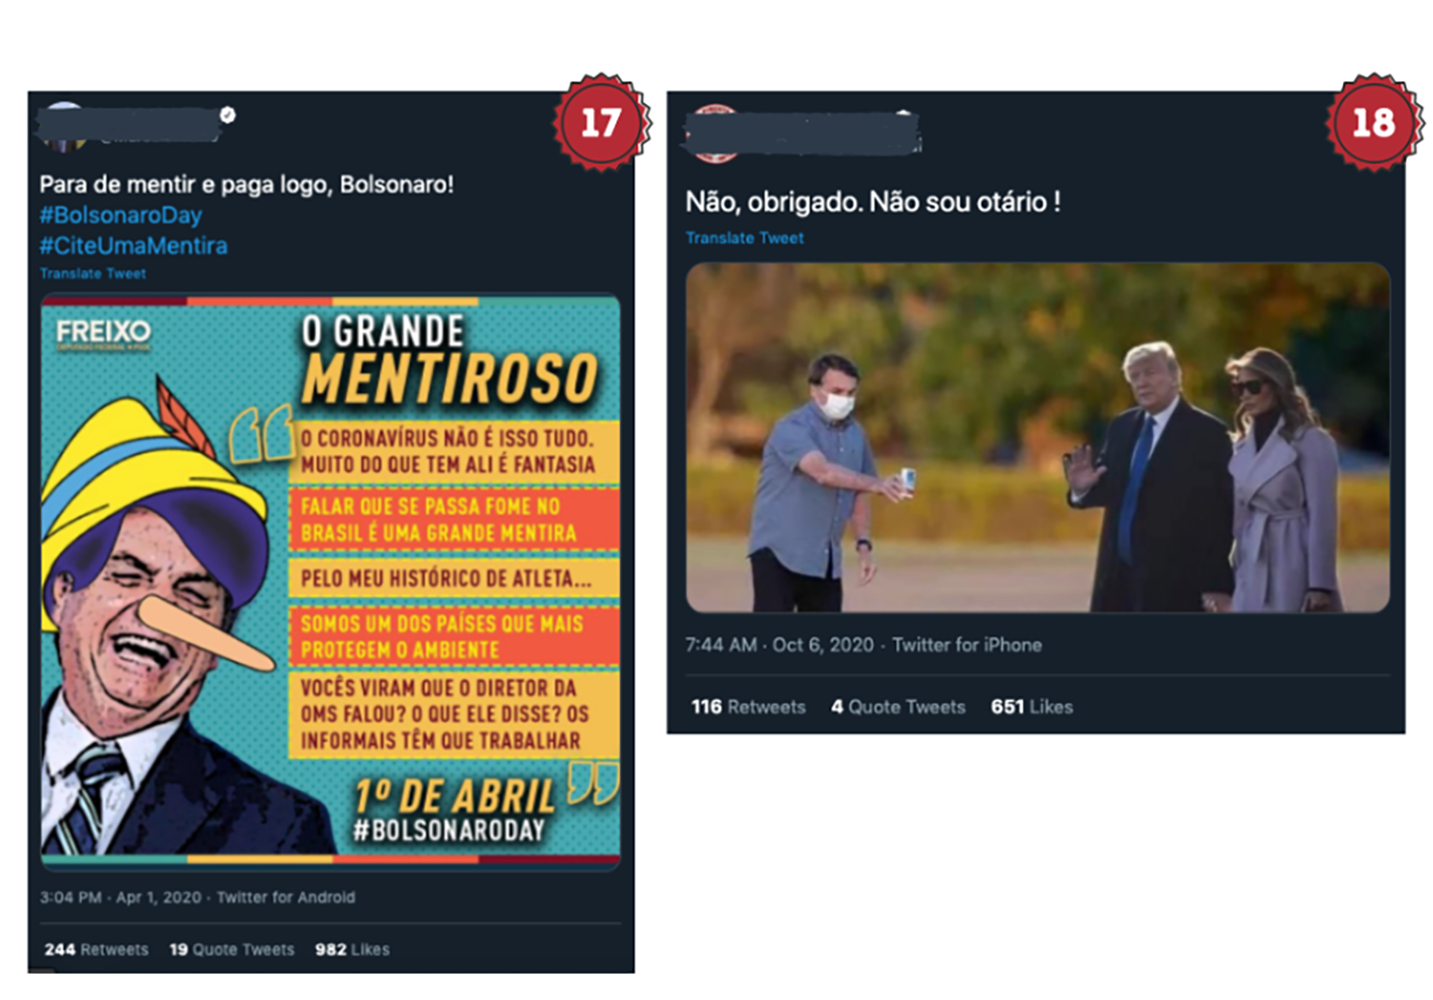 17
Para de mentir e paga logo, Bolsonaro!
#BolsonaroDay
#CiteUmaMentira
Translate Tweet
FREIXO
O GRANDE
MENTIROSO
O CORONAVÍRUS NÃO É ISSO TUDO.
MUITO DO QUE TEM ALI É FANTASIA
FALAR QUE SE PASSA FOME NO
BRASIL É UMA GRANDE MENTIRA
PELO MEU HISTÓRICO DE ATLETA...
SOMOS UM DOS PAÍSES QUE MAIS
PROTEGEM O AMBIENTE
VOCÊS VIRAM QUE O DIRETOR DA
OMS FALOU? O QUE ELE DISSE? OS
INFORMAIS TÊM QUE TRABALHAR
1º DE ABRIL
#BOLSONARODAY
3:04 PM · Apr 1, 2020 · Twitter for Android
244 Retweets 19 Quote Tweets 982 Likes
18
Não, obrigado. Não sou otário !
Translate Tweet
7:44 AM · Oct 6, 2020 · Twitter for iPhone
116 Retweets 4 Quote Tweets 651 Likes